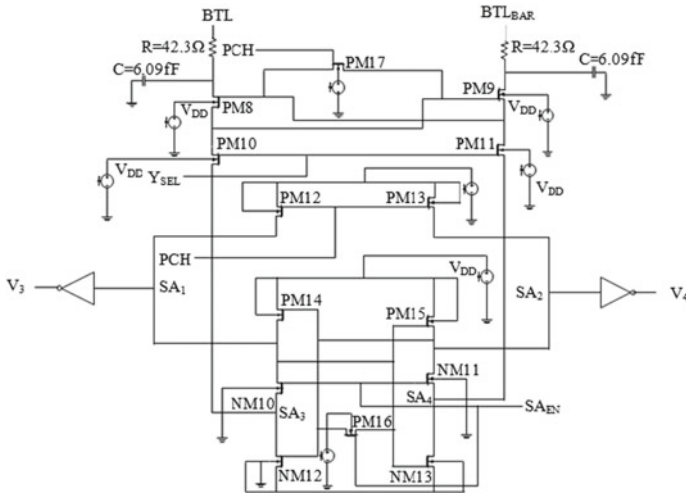 BTL
BTL_BAR
R=42.3Ω
PCH
R=42.3Ω
C=6.09fF
PM17
C=6.09fF
PM8
PM9
V_DD
V_DD
PM10
PM11
V_DD
Y_SEL
V_DD
PM12
PM13
PCH
V_DD
V_3
SA_1
SA_2
V_4
PM14
PM15
NM11
NM10
SA_3
PM16
SA_4
SA_EN
NM12
NM13